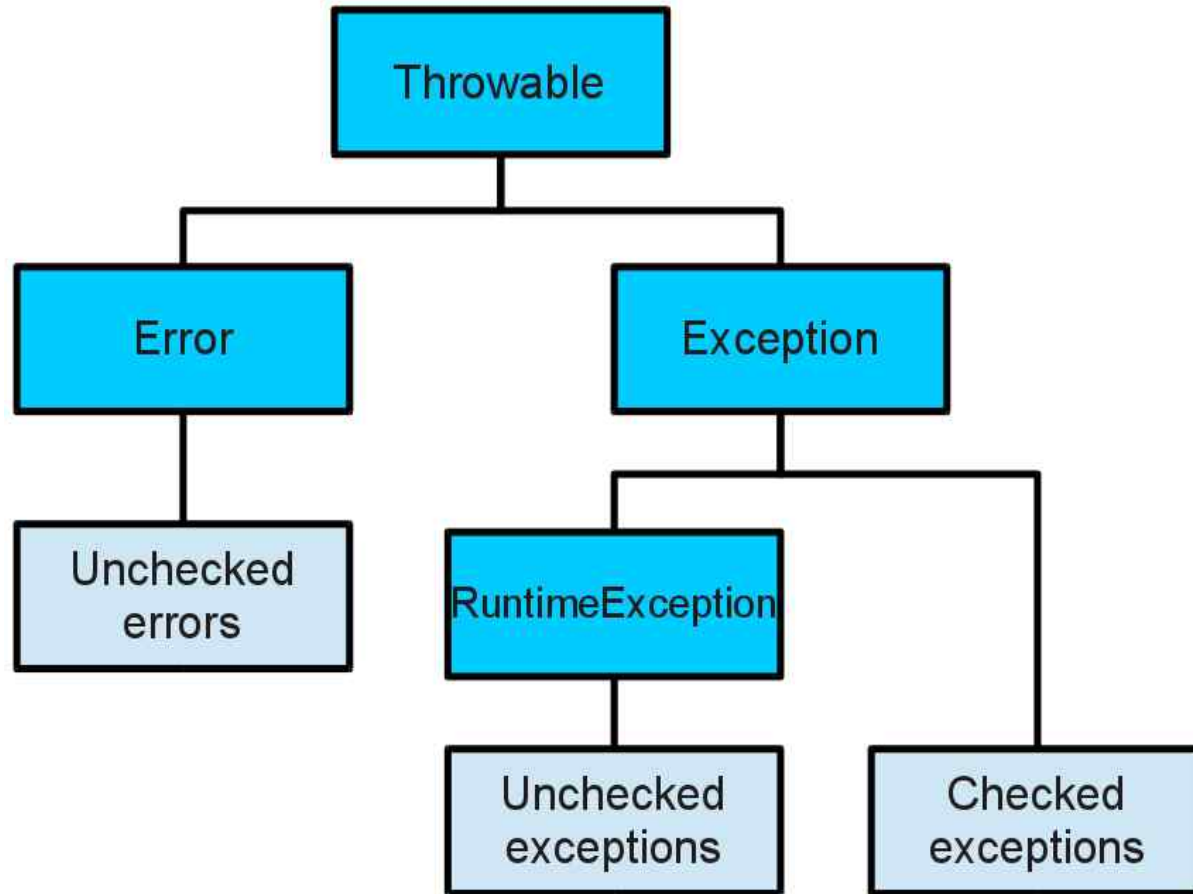 Throwable
Error
Exception
Unchecked
errors
RuntimeException
Unchecked
exceptions
Checked
exceptions